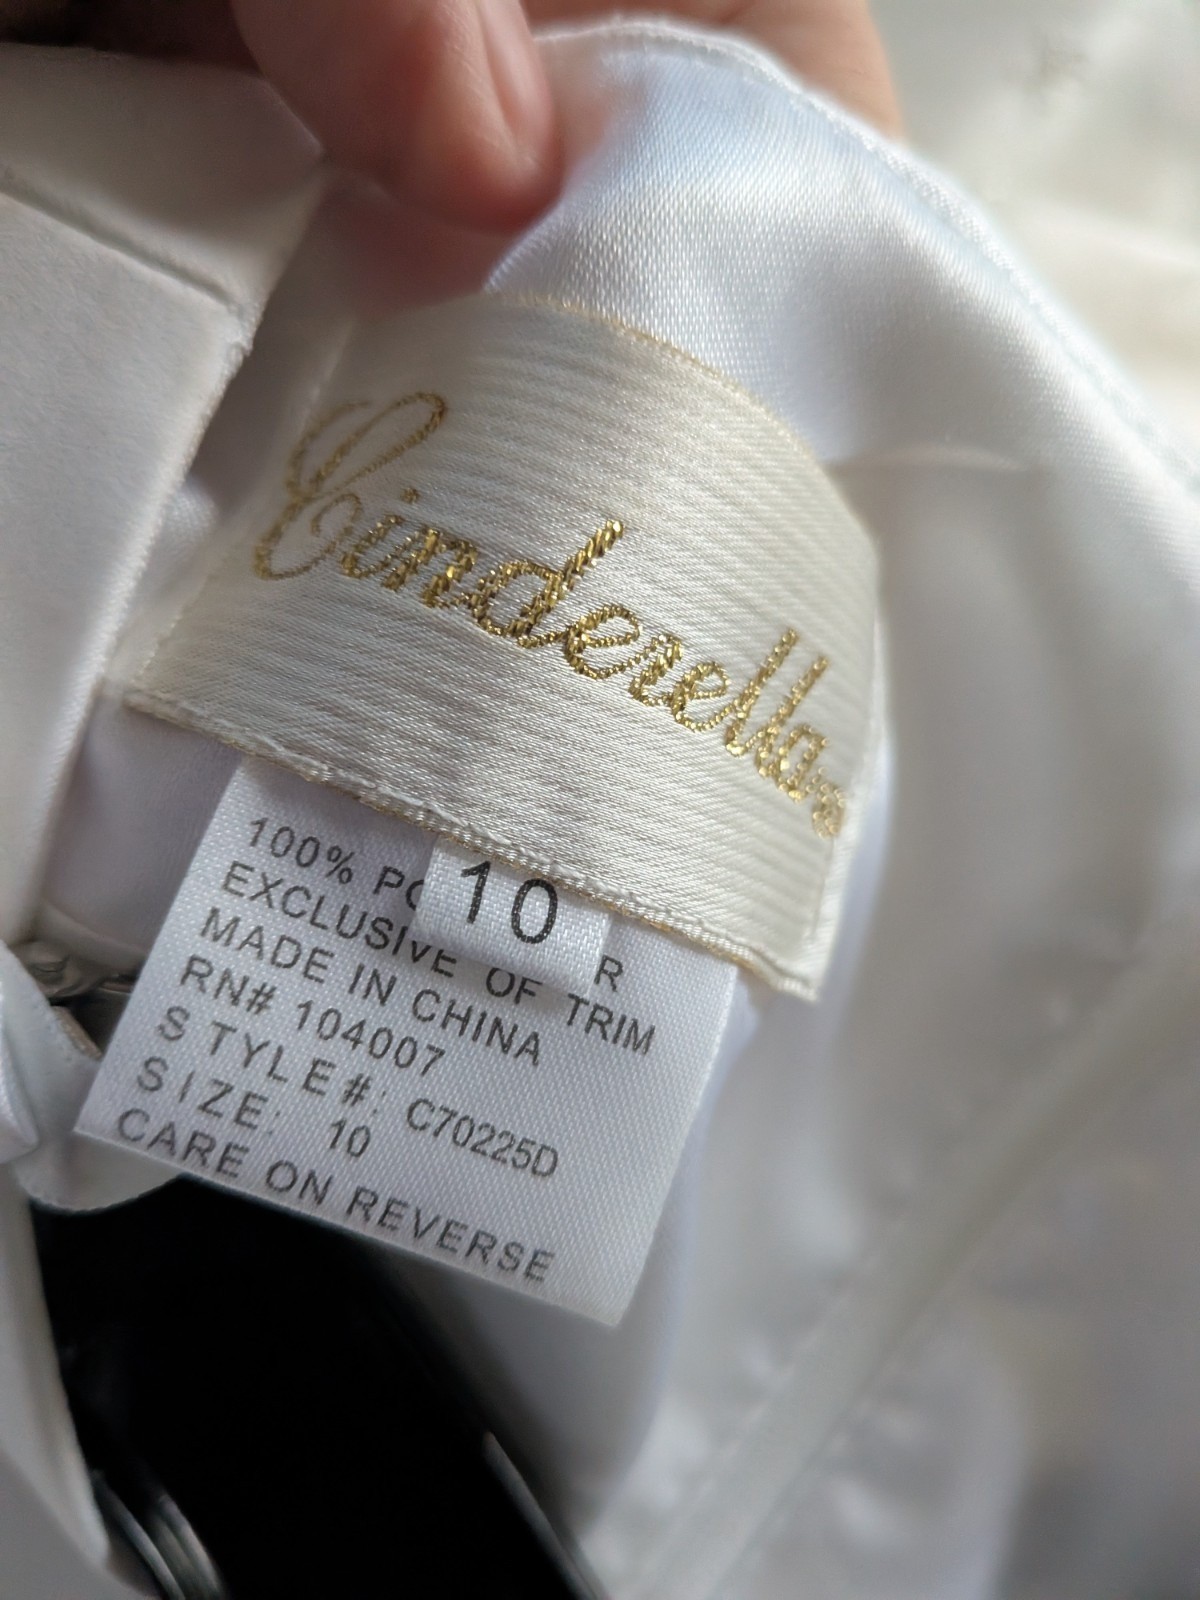 Cinderella
10
100% PO R
EXCLUSIVE OF TRIM
MADE IN CHINA
RN# 104007
STYLE#: C70225D
SIZE: 10
CARE ON REVERSE